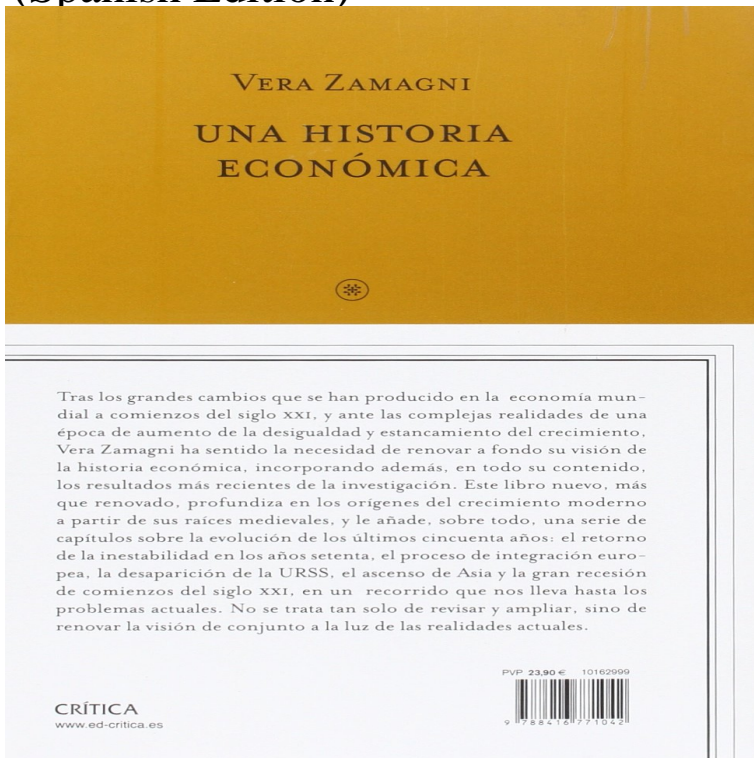 (Spanish Edition)
VERA ZAMAGNI
UNA HISTORIA
ECONÓMICA
Tras los grandes cambios que se han producido en la economía mun-
dial a comienzos del siglo XXI, y ante las complejas realidades de una
época de aumento de la desigualdad y estancamiento del crecimiento,
Vera Zamagni ha sentido la necesidad de renovar a fondo su visión de
la historia económica, incorporando además, en todo su contenido,
los resultados más recientes de la investigación. Este libro nuevo, más
que renovado, profundiza en los orígenes del crecimiento moderno
a partir de sus raíces medievales, y le añade, sobre todo, una serie de
capítulos sobre la evolución de los últimos cincuenta años: el retorno
de la inestabilidad en los años setenta, el proceso de integración euro-
pea, la desaparición de la URSS, el ascenso de Asia y la gran recesión
de comienzos del siglo XXI, en un recorrido que nos lleva hasta los
problemas actuales. No se trata tan solo de revisar y ampliar, sino de
renovar la visión de conjunto a la luz de las realidades actuales.
PVP 23,90 € 10162999
9 788416 771042
CRÍTICA
www.ed-critica.es